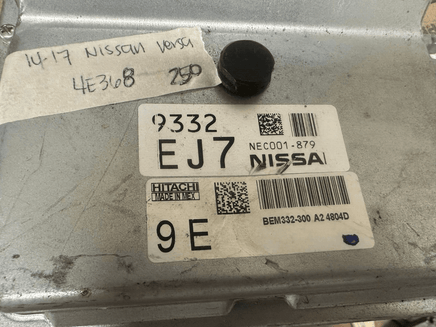 14-17 Nissan Versa
4E368 250
9332
NEC001-879
EJ7 NISSA
HITACHI
MADE IN MEX.
9E
BEM332-300 A2 4804D